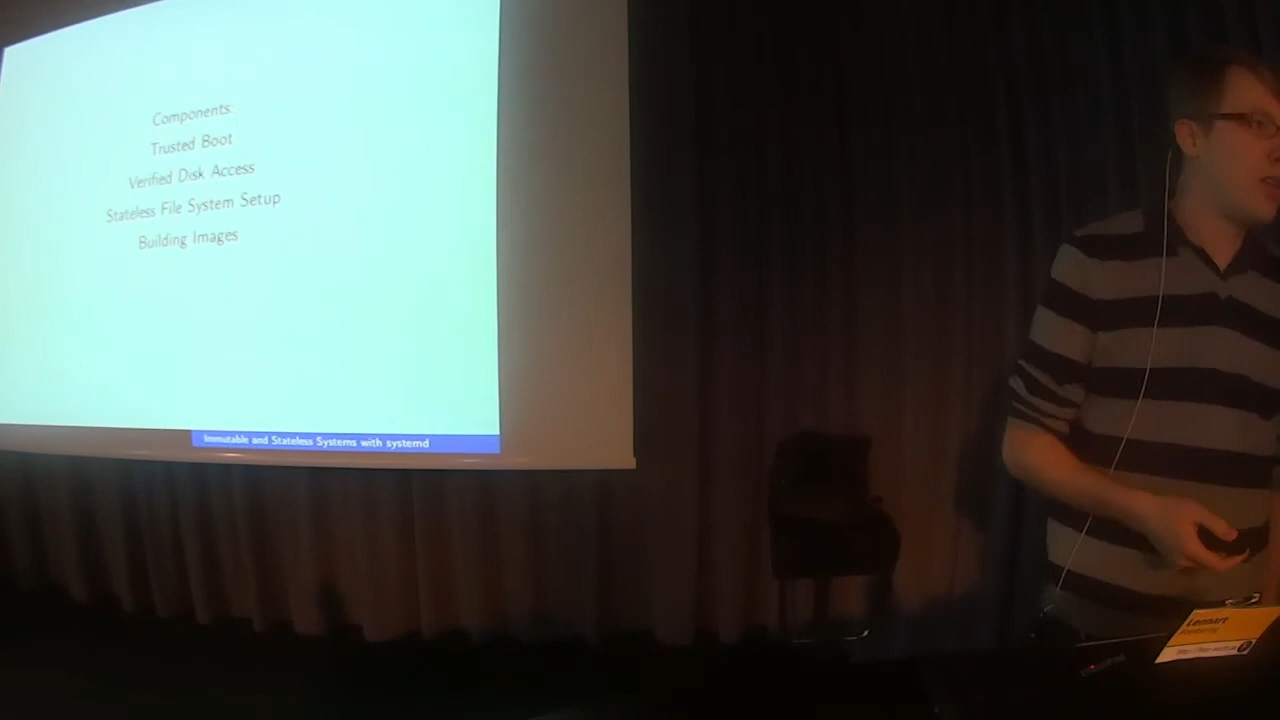 Components:
Trusted Boot
Verified Disk Access
Stateless File System Setup
Building Images
Immutable and Stateless Systems with systemd
Lennart